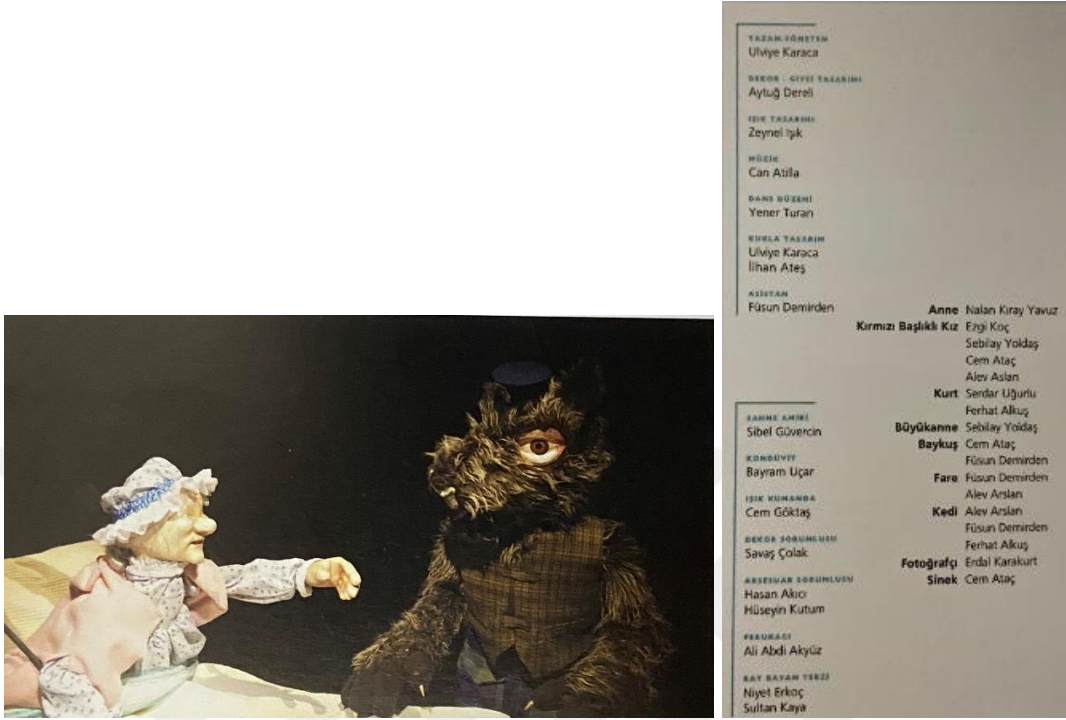 YAZAN YÖNETEN
Ulviye Karaca
DEKOR - GİYSİ TASARIMI
Aytuğ Dereli
IŞIK TASARIMI
Zeynel Işık
MÜZİK
Can Atilla
DANS DÜZENİ
Yener Turan
KUKLA TASARIM
Ulviye Karaca
İlhan Ateş
ASİSTAN
Füsun Demirden
Anne Nalan Kıray Yavuz
Kırmızı Başlıklı Kız Ezgi Koç
Sebilay Yoldaş
Cem Ataç
Alev Aslan
Kurt Serdar Uğurlu
Ferhat Alkuş
Büyükanne Sebilay Yoldaş
Baykuş Cem Ataç
Füsun Demirden
Fare Füsun Demirden
Alev Arslan
Kedi Alev Arslan
Füsun Demirden
Ferhat Alkuş
Fotoğrafçı Erdal Karakurt
Sinek Cem Ataç
SAHNE AMİRİ
Sibel Güvercin
KONDÜVİT
Bayram Uçar
IŞIK KUMANDA
Cem Göktaş
DEKOR SORUMLUSU
Savaş Çolak
AKSESUAR SORUMLUSU
Hasan Akıcı
Hüseyin Kutum
PERUKACI
Ali Abdi Akyüz
BAY BAYAN TERZİ
Niyet Erkoç
Sultan Kaya